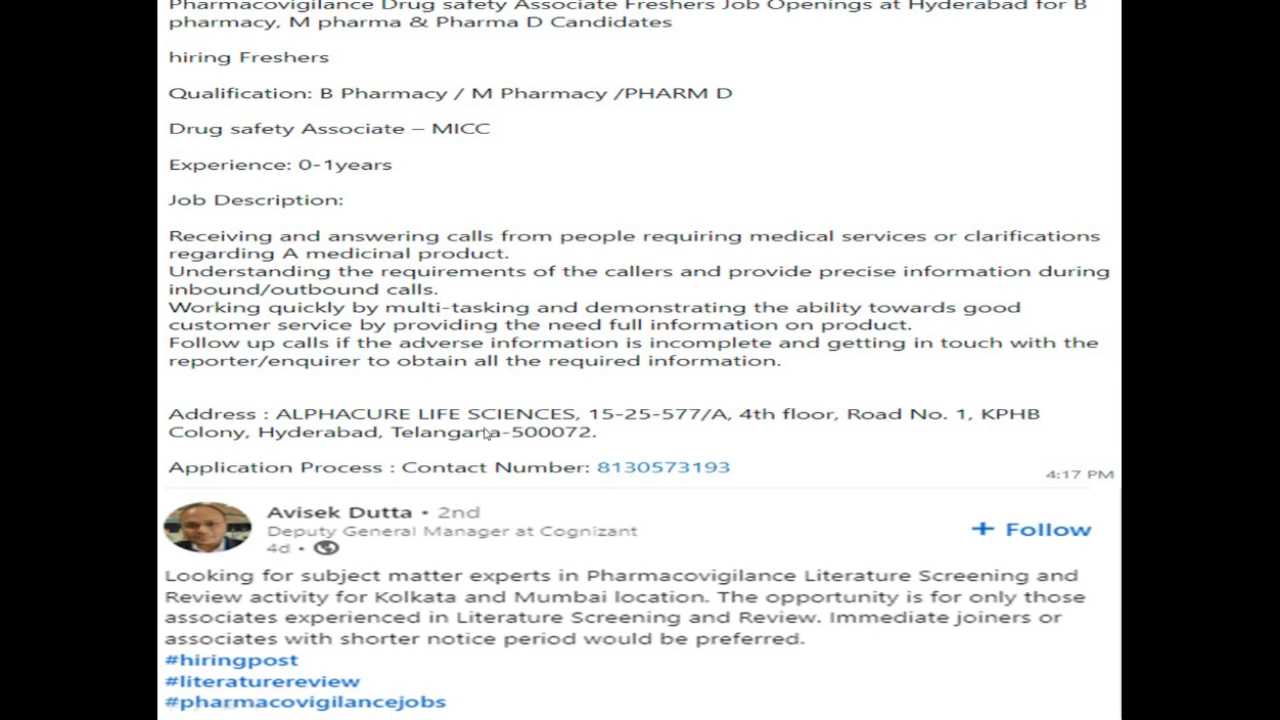 Pharmacovigilance Drug safety Associate Freshers Job Openings at Hyderabad for B
pharmacy, M pharma & Pharma D Candidates
hiring Freshers
Qualification: B Pharmacy / M Pharmacy /PHARM D
Drug safety Associate – MICC
Experience: 0-1years
Job Description:
Receiving and answering calls from people requiring medical services or clarifications
regarding A medicinal product.
Understanding the requirements of the callers and provide precise information during
inbound/outbound calls.
Working quickly by multi-tasking and demonstrating the ability towards good
customer service by providing the need full information on product.
Follow up calls if the adverse information is incomplete and getting in touch with the
reporter/enquirer to obtain all the required information.
Address : ALPHACURE LIFE SCIENCES, 15-25-577/A, 4th floor, Road No. 1, KPHB
Colony, Hyderabad, Telangana-500072.
Application Process : Contact Number: 8130573193
4:17 PM
Avisek Dutta • 2nd
Deputy General Manager at Cognizant
+ Follow
4d •
Looking for subject matter experts in Pharmacovigilance Literature Screening and
Review activity for Kolkata and Mumbai location. The opportunity is for only those
associates experienced in Literature Screening and Review. Immediate joiners or
associates with shorter notice period would be preferred.
#hiringpost
#literaturereview
#pharmacovigilancejobs